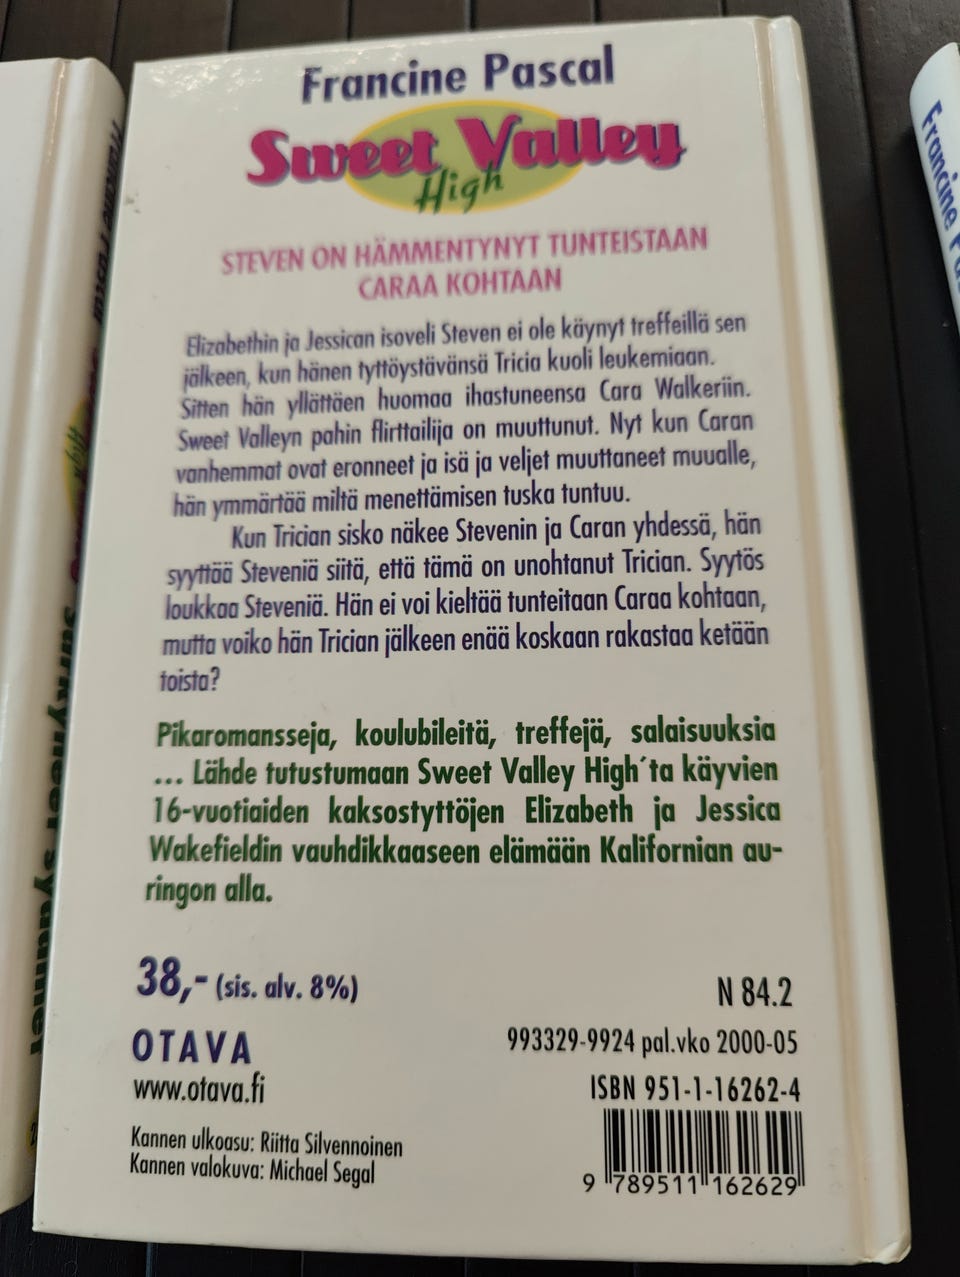 Francine Pascal
Sweet Valley
High
STEVEN ON HÄMMENTYNYT TUNTEISTAAN
CARAA KOHTAAN
Elizabethin ja Jessican isoveli Steven ei ole käynyt treffeillä sen
jälkeen, kun hänen tyttöystävänsä Tricia kuoli leukemiaan.
Sitten hän yllättäen huomaa ihastuneensa Cara Walkeriin.
Sweet Valleyn pahin flirttailija on muuttunut. Nyt kun Caran
vanhemmat ovat eronneet ja isä ja veljet muuttaneet muualle,
hän ymmärtää miltä menettämisen tuska tuntuu.
Kun Trician sisko näkee Stevenin ja Caran yhdessä, hän
syyttää Steveniä siitä, että tämä on unohtanut Trician. Syytös
loukkaa Steveniä. Hän ei voi kieltää tunteitaan Caraa kohtaan,
mutta voiko hän Trician jälkeen enää koskaan rakastaa ketään
toista?
Pikaromansseja, koulubileitä, treffejä, salaisuuksia
... Lähde tutustumaan Sweet Valley High´ta käyvien
16-vuotiaiden kaksostyttöjen Elizabeth ja Jessica
Wakefieldin vauhdikkaaseen elämään Kalifornian au-
ringon alla.
38,- (sis. alv. 8%)
N 84.2
OTAVA
993329-9924 pal.vko 2000-05
www.otava.fi
ISBN 951-1-16262-4
Kannen ulkoasu: Riitta Silvennoinen
Kannen valokuva: Michael Segal
9 789511 162629
Francine Pascal
High
särkyneet sydämet
Francine Pas